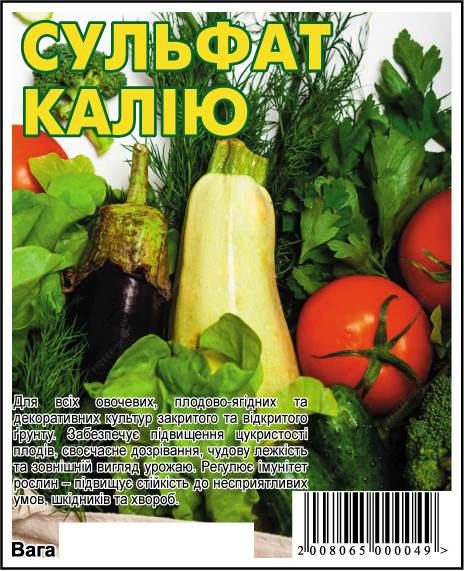 СУЛЬФАТ
КАЛІЮ
Для всіх овочевих, плодово-ягідних та
декоративних культур закритого та відкритого
ґрунту. Забезпечує підвищення цукристості
плодів, своєчасне дозрівання, чудову лежкість
та зовнішній вигляд урожаю. Регулює імунітет
рослин – підвищує стійкість до несприятливих
умов, шкідників та хвороб.
Вага
2 008065 000049 >